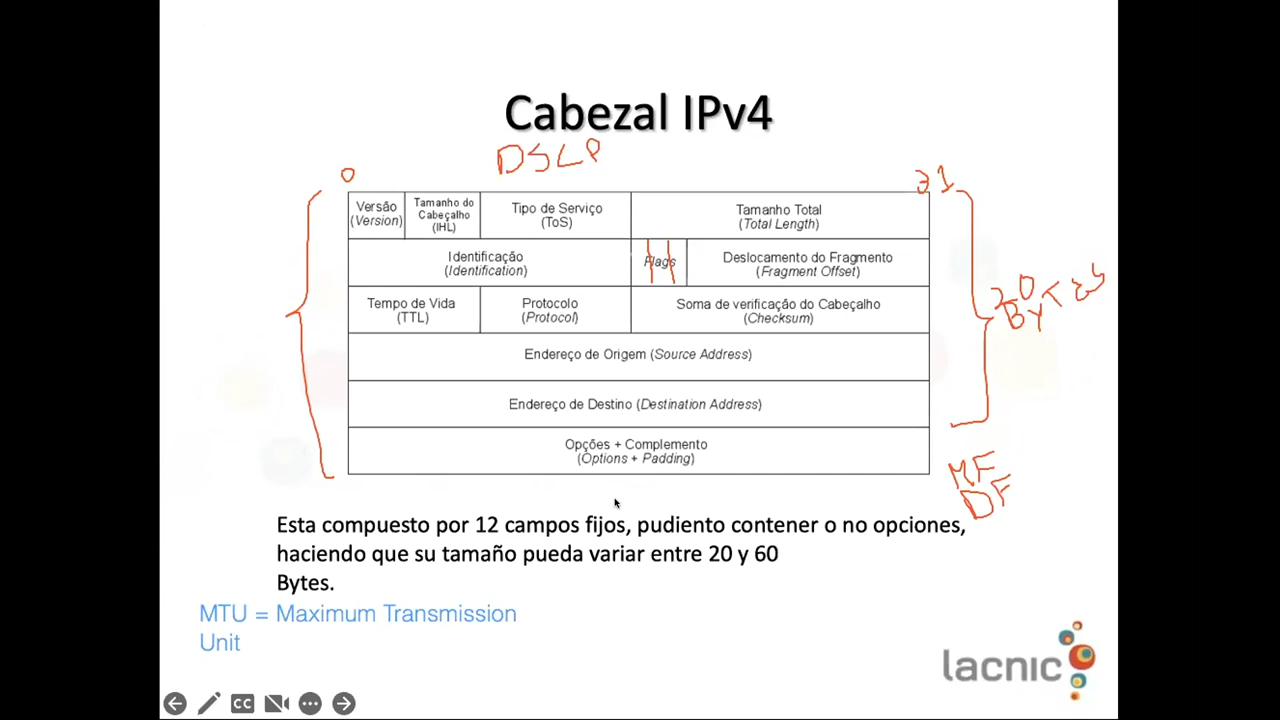 Cabezal IPv4
DSCP
0
31
Versão
(Version)
Tamanho do
Cabeçalho
(IHL)
Tipo de Serviço
(ToS)
Tamanho Total
(Total Length)
Identificação
(Identification)
Flags
Deslocamento do Fragmento
(Fragment Offset)
20
BYTES
Tempo de Vida
(TTL)
Protocolo
(Protocol)
Soma de verificação do Cabeçalho
(Checksum)
Endereço de Origem (Source Address)
Endereço de Destino (Destination Address)
Opções + Complemento
(Options + Padding)
MF
DF
Esta compuesto por 12 campos fijos, pudiento contener o no opciones,
haciendo que su tamaño pueda variar entre 20 y 60
Bytes.
MTU = Maximum Transmission
Unit
lacnic
CC